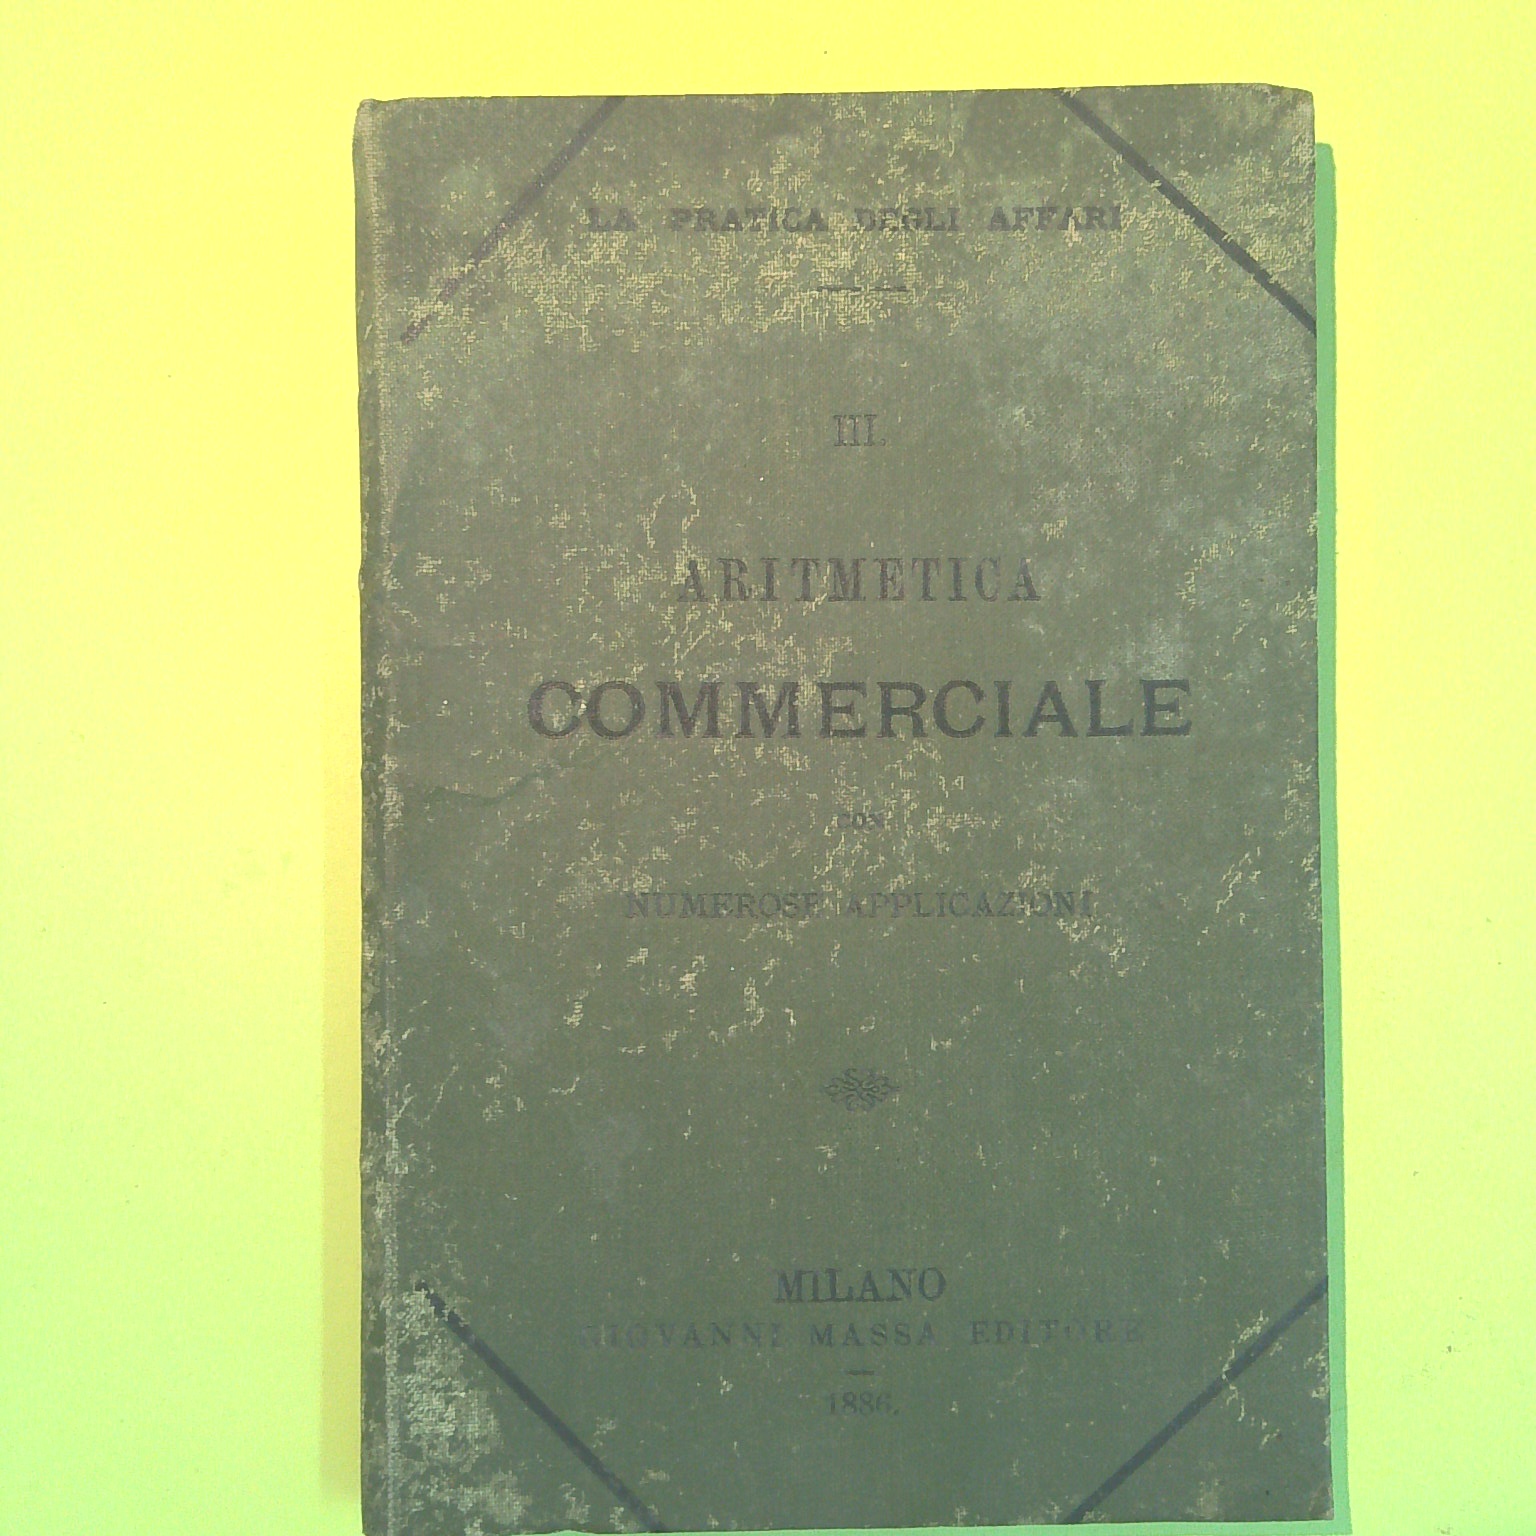 LA PRATICA DEGLI AFFARI
III.
ARITMETICA
COMMERCIALE
CON
NUMEROSE APPLICAZIONI
MILANO
GIOVANNI MASSA EDITORE
1886.